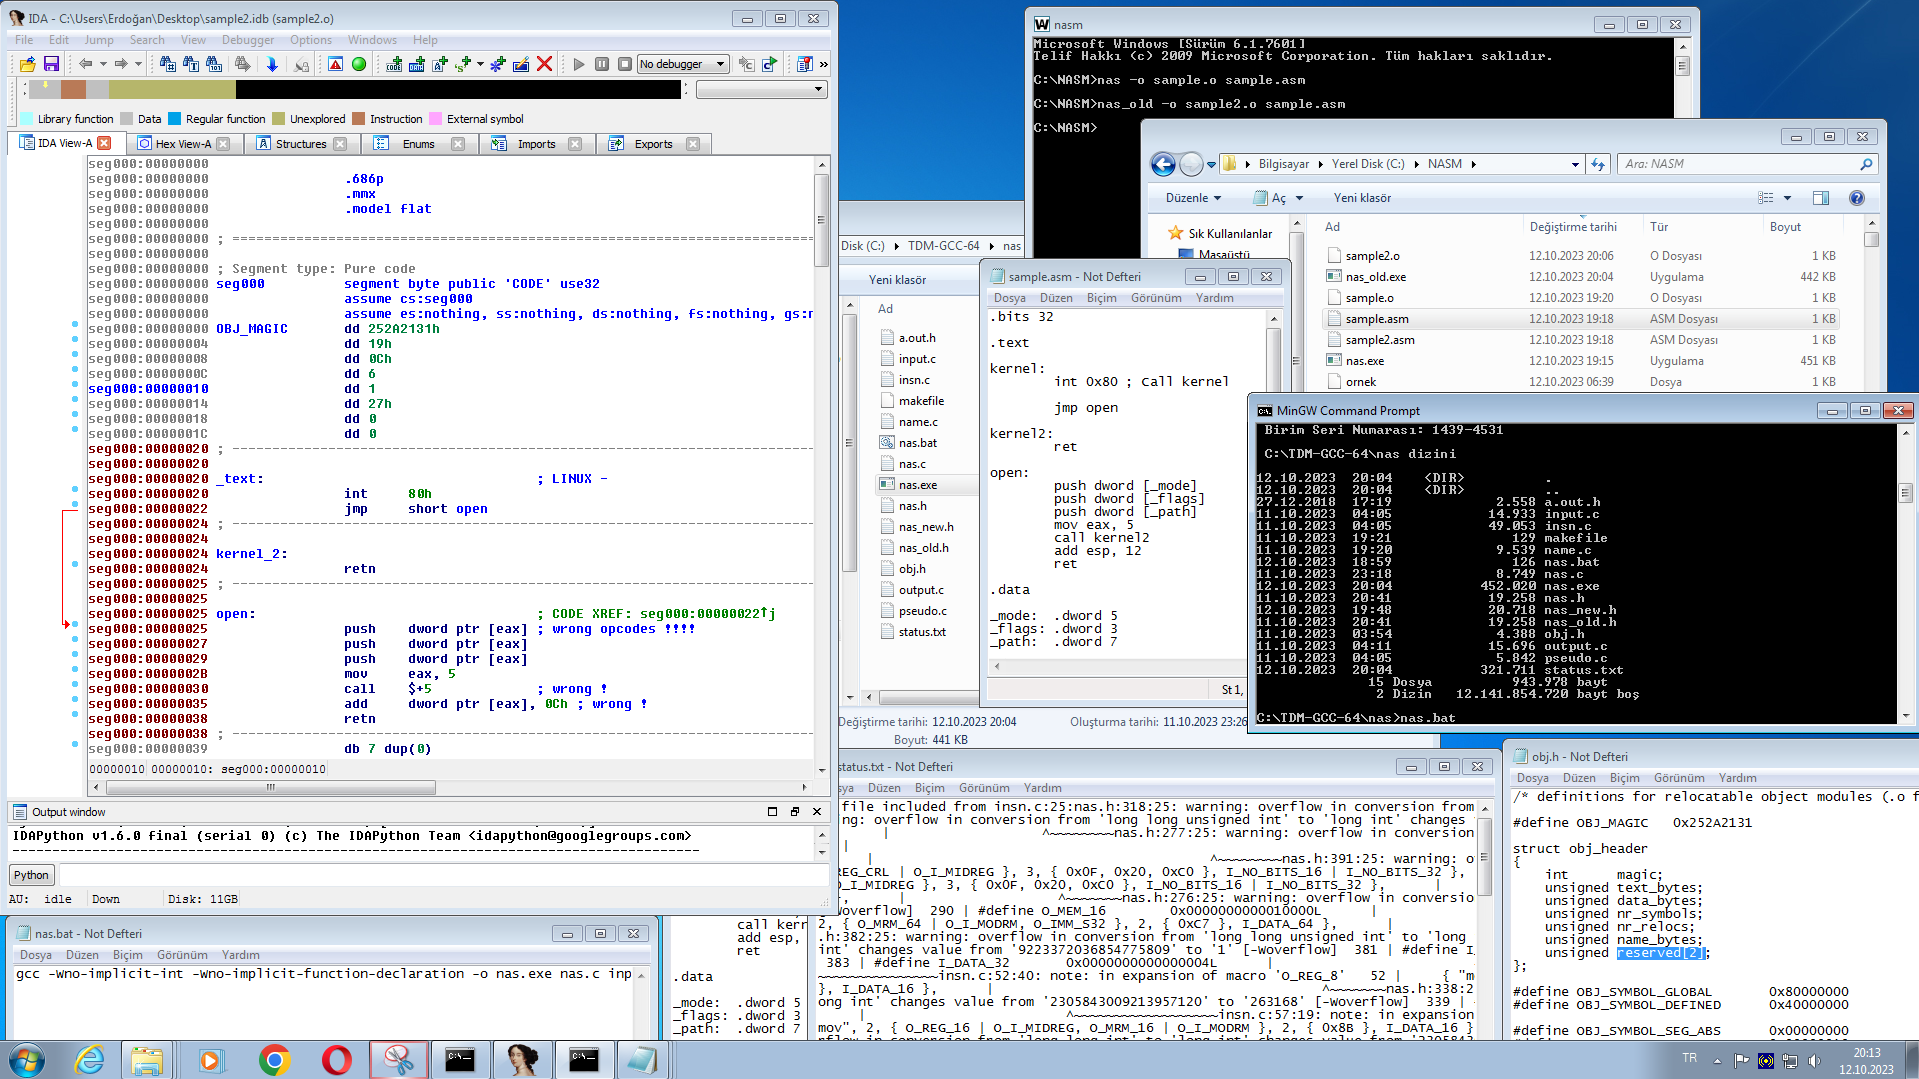 IDA - C:\Users\Erdoğan\Desktop\sample2.idb (sample2.o)
File Edit Jump Search View Debugger Options Windows Help
No debugger
Library function Data Regular function Unexplored Instruction External symbol
IDA View-A Hex View-A Structures Enums Imports Exports
seg000:00000000
seg000:00000000 .686p
seg000:00000000 .mmx
seg000:00000000 .model flat
seg000:00000000
seg000:00000000 ;
seg000:00000000
seg000:00000000 ; Segment type: Pure code
seg000:00000000 seg000 segment byte public 'CODE' use32
seg000:00000000 assume cs:seg000
seg000:00000000 assume es:nothing, ss:nothing, ds:nothing, fs:nothing, gs:n
seg000:00000000 OBJ_MAGIC dd 252A2131h
seg000:00000004 dd 19h
seg000:00000008 dd 0Ch
seg000:0000000C dd 6
seg000:00000010 dd 1
seg000:00000014 dd 27h
seg000:00000018 dd 0
seg000:0000001C dd 0
seg000:00000020 ;
seg000:00000020
seg000:00000020 _text: ; LINUX -
seg000:00000020 int 80h
seg000:00000022 jmp short open
seg000:00000024 ;
seg000:00000024
seg000:00000024 kernel_2:
seg000:00000024 retn
seg000:00000025 ;
seg000:00000025
seg000:00000025 open: ; CODE XREF: seg000:00000022↑j
seg000:00000025 push dword ptr [eax] ; wrong opcodes !!!!
seg000:00000027 push dword ptr [eax]
seg000:00000029 push dword ptr [eax]
seg000:0000002B mov eax, 5
seg000:00000030 call $+5 ; wrong !
seg000:00000035 add dword ptr [eax], 0Ch ; wrong !
seg000:00000038 retn
seg000:00000038 ;
seg000:00000039 db 7 dup(0)
00000010 00000010: seg000:00000010
Output window
IDAPython v1.6.0 final (serial 0) (c) The IDAPython Team <idapython@googlegroups.com>
Python
AU: idle Down Disk: 11GB
nasm
Microsoft Windows [Sürüm 6.1.7601]
Telif Hakkı (c) 2009 Microsoft Corporation. Tüm hakları saklıdır.
C:\NASM>nas -o sample.o sample.asm
C:\NASM>nas_old -o sample2.o sample.asm
C:\NASM>
Bilgisayar Yerel Disk (C:) NASM
Ara: NASM
Düzenle Aç Yeni klasör
Sık Kullanılanlar
Masaüstü
Ad Değiştirme tarihi Tür Boyut
sample2.o 12.10.2023 20:06 O Dosyası 1 KB
nas_old.exe 12.10.2023 20:04 Uygulama 442 KB
sample.o 12.10.2023 19:20 O Dosyası 1 KB
sample.asm 12.10.2023 19:18 ASM Dosyası 1 KB
sample2.asm 12.10.2023 19:18 ASM Dosyası 1 KB
nas.exe 12.10.2023 19:15 Uygulama 451 KB
ornek 12.10.2023 06:39 Dosya 1 KB
Disk (C:) TDM-GCC-64 nas
Yeni klasör
Ad
a.out.h
input.c
insn.c
makefile
name.c
nas.bat
nas.c
nas.exe
nas.h
nas_new.h
nas_old.h
obj.h
output.c
pseudo.c
status.txt
Değiştirme tarihi: 12.10.2023 20:04 Oluşturma tarihi: 11.10.2023 23:26
Boyut: 441 KB
sample.asm - Not Defteri
Dosya Düzen Biçim Görünüm Yardım
.bits 32
.text
kernel:
int 0x80 ; Call kernel
jmp open
kernel2:
ret
open:
push dword [_mode]
push dword [_flags]
push dword [_path]
mov eax, 5
call kernel2
add esp, 12
ret
.data
_mode: .dword 5
_flags: .dword 3
_path: .dword 7
St 1,
MinGW Command Prompt
Birim Seri Numarası: 1439-4531
C:\TDM-GCC-64\nas dizini
12.10.2023 20:04 <DIR> .
12.10.2023 20:04 <DIR> ..
27.12.2018 17:19 2.558 a.out.h
11.10.2023 04:05 14.933 input.c
11.10.2023 04:05 49.053 insn.c
11.10.2023 19:21 129 makefile
11.10.2023 19:20 9.539 name.c
12.10.2023 18:59 126 nas.bat
11.10.2023 23:18 8.749 nas.c
12.10.2023 20:04 452.020 nas.exe
11.10.2023 20:41 19.258 nas.h
12.10.2023 19:48 20.718 nas_new.h
11.10.2023 20:41 19.258 nas_old.h
11.10.2023 03:54 4.388 obj.h
11.10.2023 04:11 15.696 output.c
11.10.2023 04:05 5.842 pseudo.c
12.10.2023 20:04 321.711 status.txt
15 Dosya 943.978 bayt
2 Dizin 12.141.854.720 bayt boş
C:\TDM-GCC-64\nas>nas.bat
status.txt - Not Defteri
Düzen Biçim Görünüm Yardım
file included from insn.c:25:nas.h:318:25: warning: overflow in conversion from
ing: overflow in conversion from 'long long unsigned int' to 'long int' changes
| ^~~~~~~~~~nas.h:277:25: warning: overflow in conversion
|
| ^~~~~~~~~~nas.h:391:25: warning: o
REG_CRL | O_I_MIDREG }, 3, { 0x0F, 0x20, 0xC0 }, I_NO_BITS_16 | I_NO_BITS_32 },
O_I_MIDREG }, 3, { 0x0F, 0x20, 0xC0 }, I_NO_BITS_16 | I_NO_BITS_32 }, |
| ^~~~~~~~~~nas.h:276:25: warning: overflow in conversio
overflow] 290 | #define O_MEM_16 0x0000000000010000L |
2, { O_MRM_64 | O_I_MODRM, O_IMM_S32 }, 2, { 0xC7 }, I_DATA_64 }, |
.h:382:25: warning: overflow in conversion from 'long long unsigned int' to 'long
int' changes value from '9223372036854775809' to '1' [-Woverflow] 381 | #define I_
383 | #define I_DATA_32 0x0000000000000004L |
~~~~~~~~~~~~~~~insn.c:52:40: note: in expansion of macro 'O_REG_8' 52 | { "m
}, I_DATA_16 }, | ^~~~~~~~~~~~~~~nas.h:338:2
ong int' changes value from '2305843009213957120' to '263168' [-Woverflow] 339 |
| ^~~~~~~~~~~~~~~~~~~insn.c:57:19: note: in expans
mov", 2, { O_REG_16 | O_I_MIDREG, O_MRM_16 | O_I_MODRM }, 2, { 0x8B }, I_DATA_16 }
obj.h - Not Defteri
Dosya Düzen Biçim Görünüm Yardım
/* definitions for relocatable object modules (.o f
#define OBJ_MAGIC 0x252A2131
struct obj_header
{
int magic;
unsigned text_bytes;
unsigned data_bytes;
unsigned nr_symbols;
unsigned nr_relocs;
unsigned name_bytes;
unsigned reserved[2];
};
#define OBJ_SYMBOL_GLOBAL 0x80000000
#define OBJ_SYMBOL_DEFINED 0x40000000
#define OBJ_SYMBOL_SEG_ABS 0x00000000
nas.bat - Not Defteri
Dosya Düzen Biçim Görünüm Yardım
gcc -Wno-implicit-int -Wno-implicit-function-declaration -o nas.exe nas.c inp
call kern
add esp,
ret
.data
_mode: .dword 5
_flags: .dword 3
_path: .dword 7
TR
20:13
12.10.2023